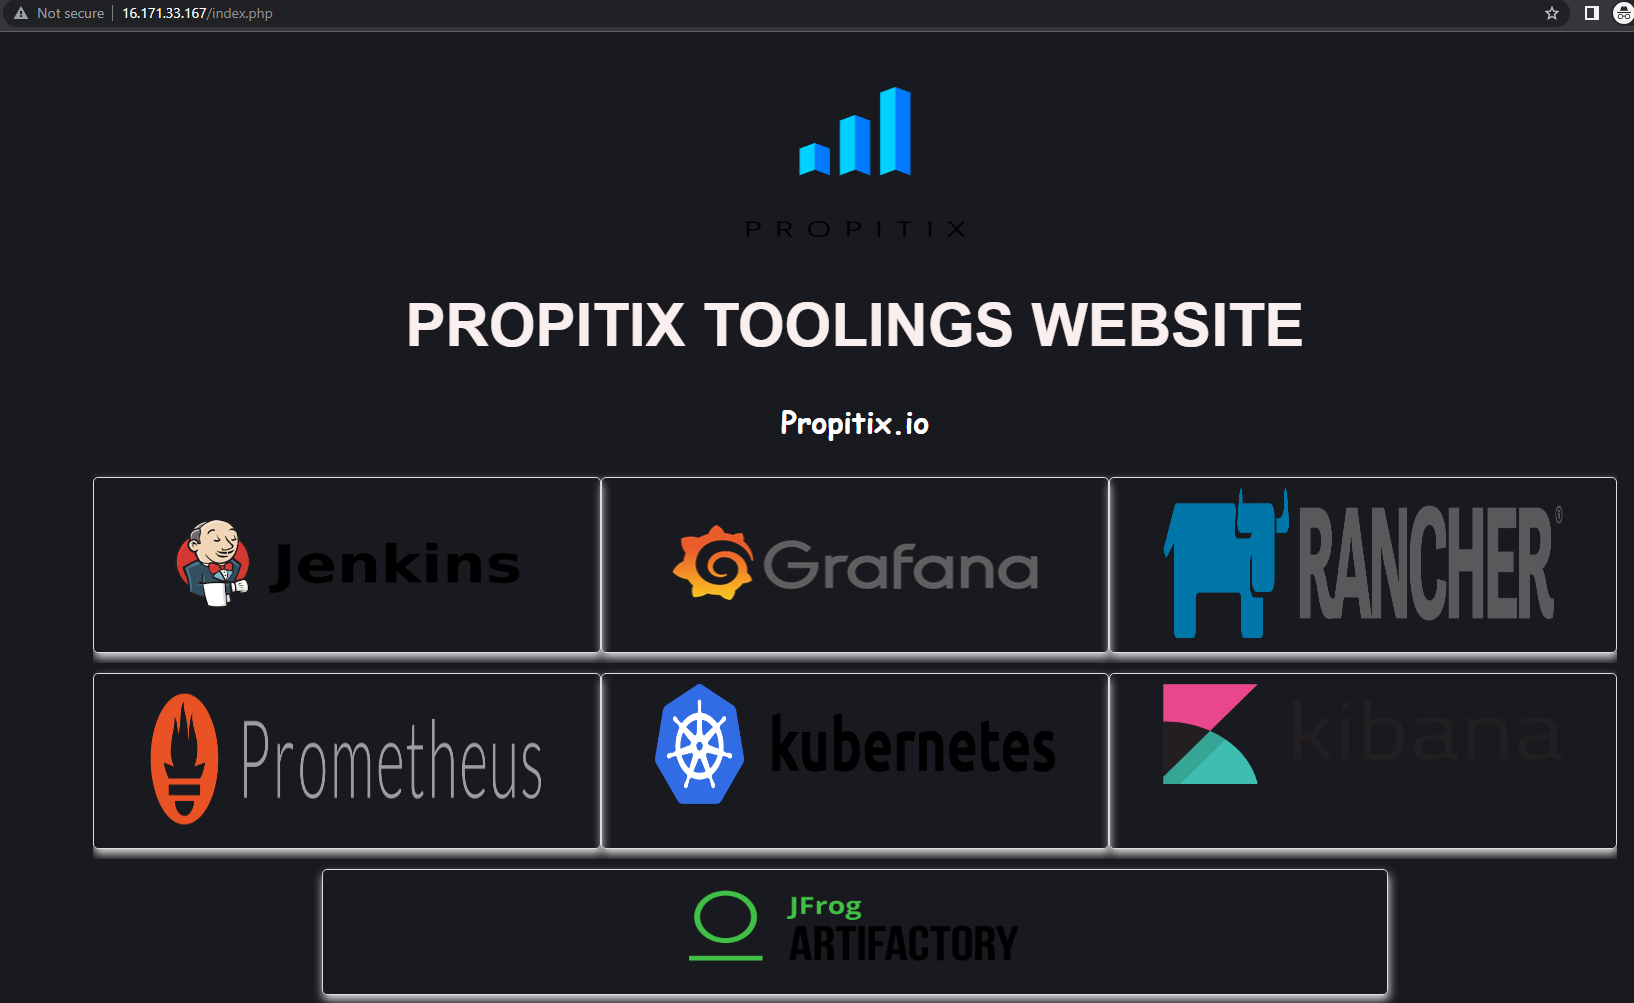 Not secure | 16.171.33.167/index.php
PROPITIX
PROPITIX TOOLINGS WEBSITE
Propitix.io
Jenkins
Grafana
RANCHER®
Prometheus
kubernetes
kibana
JFrog
ARTIFACTORY